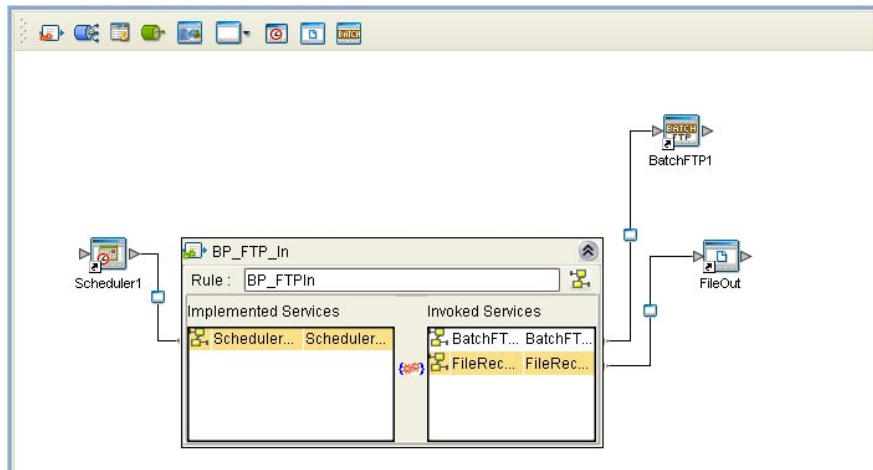 BATCH
BATCH
FTP
BatchFTP1
Scheduler1
BP_FTP_In
Rule : BP_FTPIn
FileOut
Implemented Services Invoked Services
Scheduler... Scheduler... BatchFT... BatchFT...
FileRec... FileRec...